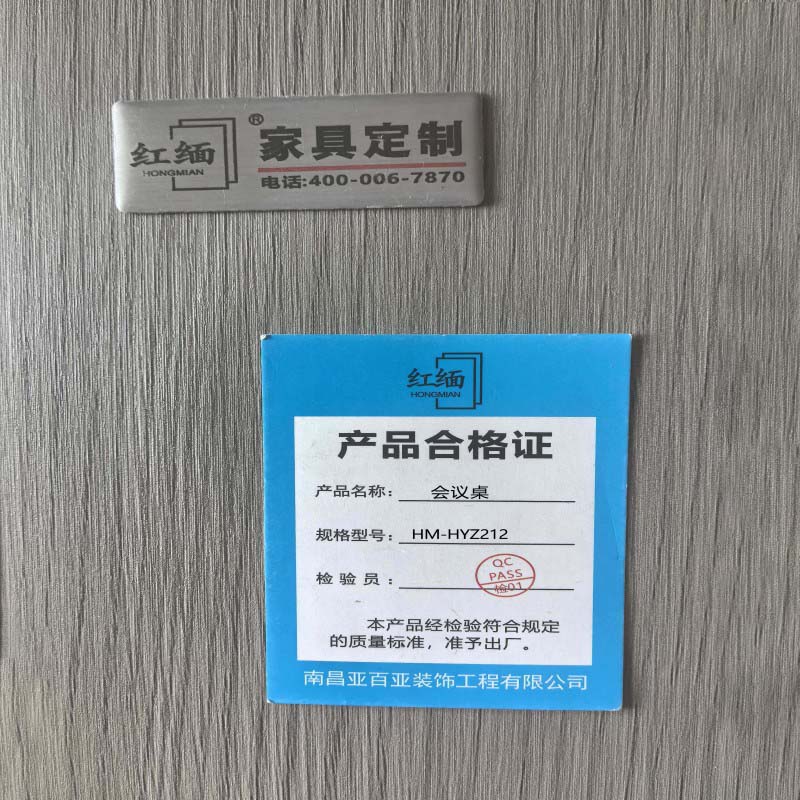 红缅
HONGMIAN
®
家具定制
电话:400-006-7870
红缅
HONGMIAN
产品合格证
产品名称: 会议桌
规格型号: HM-HYZ212
检验员:
QC
PASS
检01
本产品经检验符合规定
的质量标准，准予出厂。
南昌亚百亚装饰工程有限公司